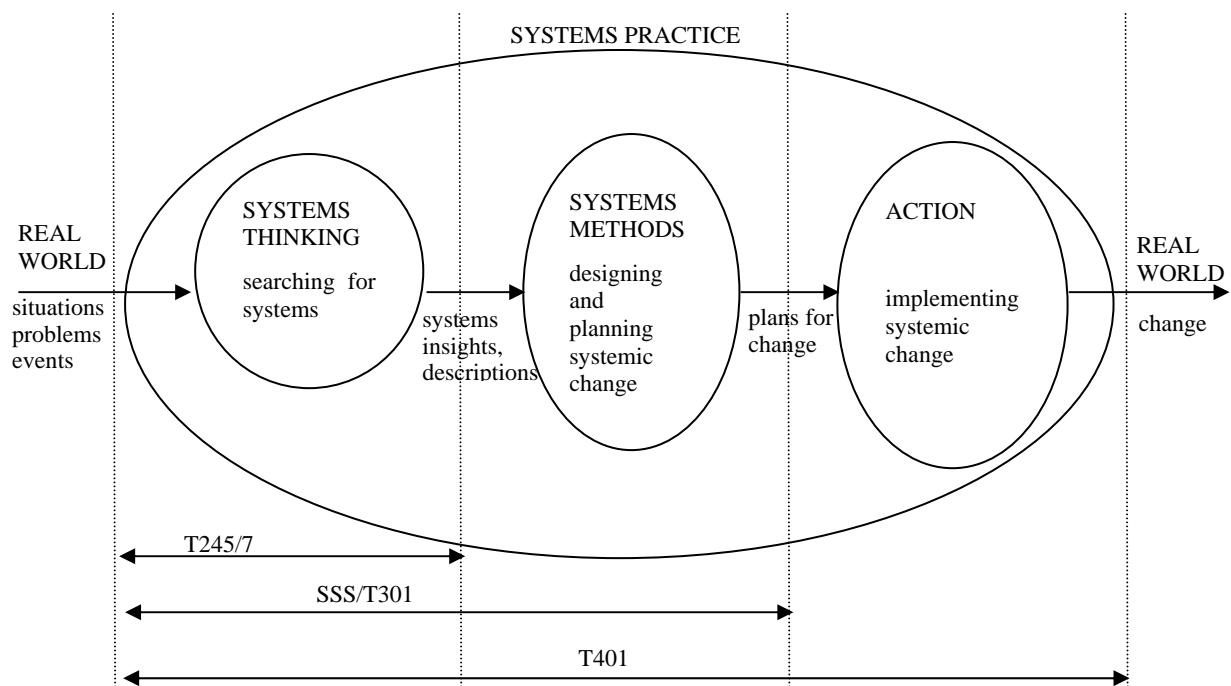 SYSTEMS PRACTICE
REAL
WORLD
situations
problems
events
SYSTEMS
THINKING
searching for
systems
systems
insights,
descriptions
SYSTEMS
METHODS
designing
and
planning
systemic
change
plans for
change
ACTION
implementing
systemic
change
REAL
WORLD
change
T245/7
SSS/T301
T401